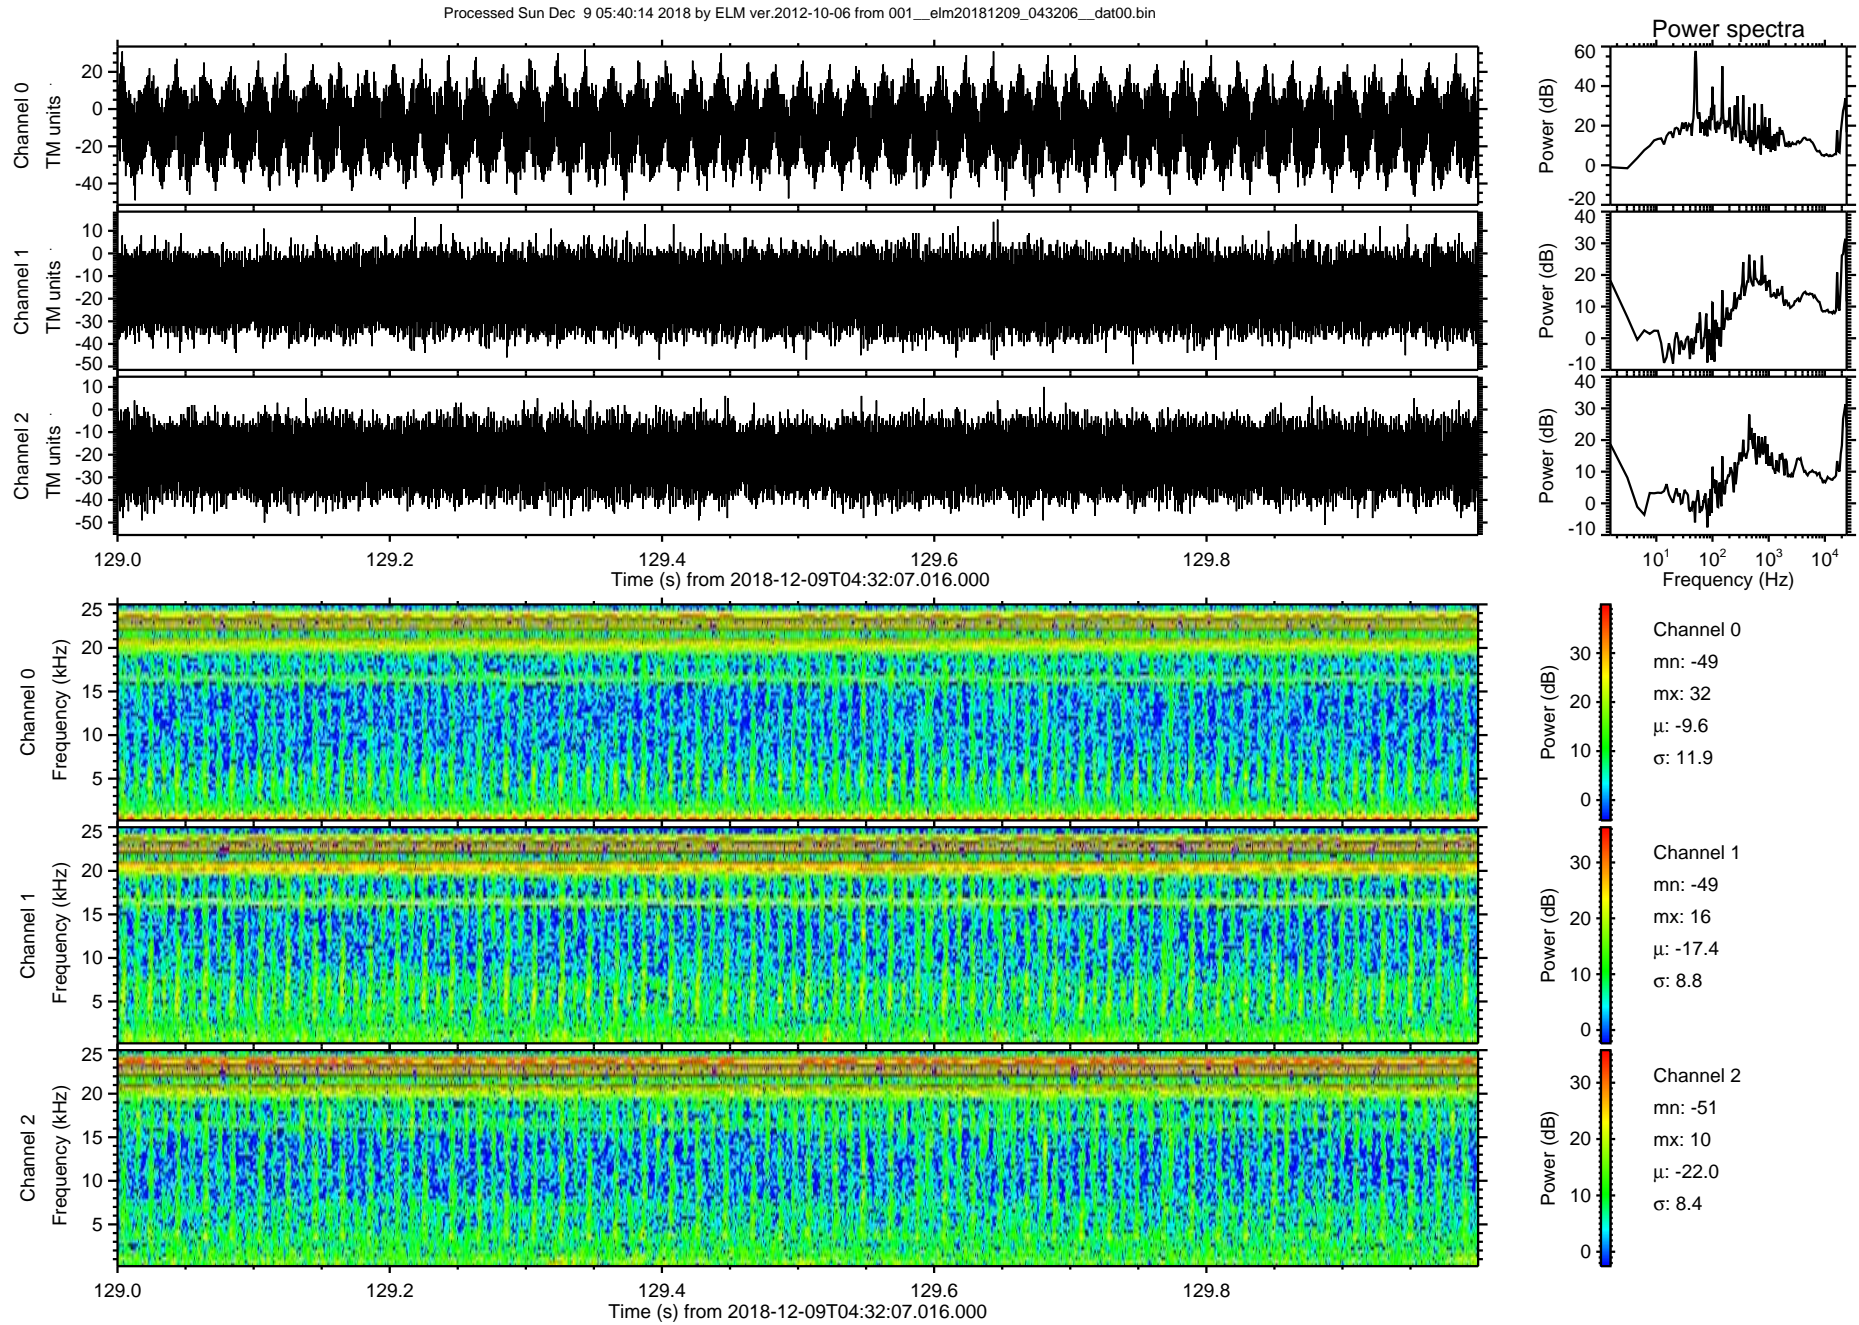 Processed Sun Dec  9 05:40:14 2018 by ELM ver.2012-10-06 from 001__elm20181209_043206__dat00.bin
Power spectra
Channel 0
TM units
20
0
-20
-40
Power (dB)
60
40
20
0
-20
Channel 1
TM units
10
0
-10
-20
-30
-40
-50
Power (dB)
40
30
20
10
0
-10
Channel 2
TM units
10
0
-10
-20
-30
-40
-50
Power (dB)
40
30
20
10
0
-10
129.0 129.2 129.4 129.6 129.8
Time (s) from 2018-12-09T04:32:07.016.000
10^1 10^2 10^3 10^4
Frequency (Hz)
Channel 0
Frequency (kHz)
25
20
15
10
5
Power (dB)
30
20
10
0
Channel 0
mn: -49
mx: 32
μ: -9.6
σ: 11.9
Channel 1
Frequency (kHz)
25
20
15
10
5
Power (dB)
30
20
10
0
Channel 1
mn: -49
mx: 16
μ: -17.4
σ: 8.8
Channel 2
Frequency (kHz)
25
20
15
10
5
Power (dB)
30
20
10
0
Channel 2
mn: -51
mx: 10
μ: -22.0
σ: 8.4
129.0 129.2 129.4 129.6 129.8
Time (s) from 2018-12-09T04:32:07.016.000